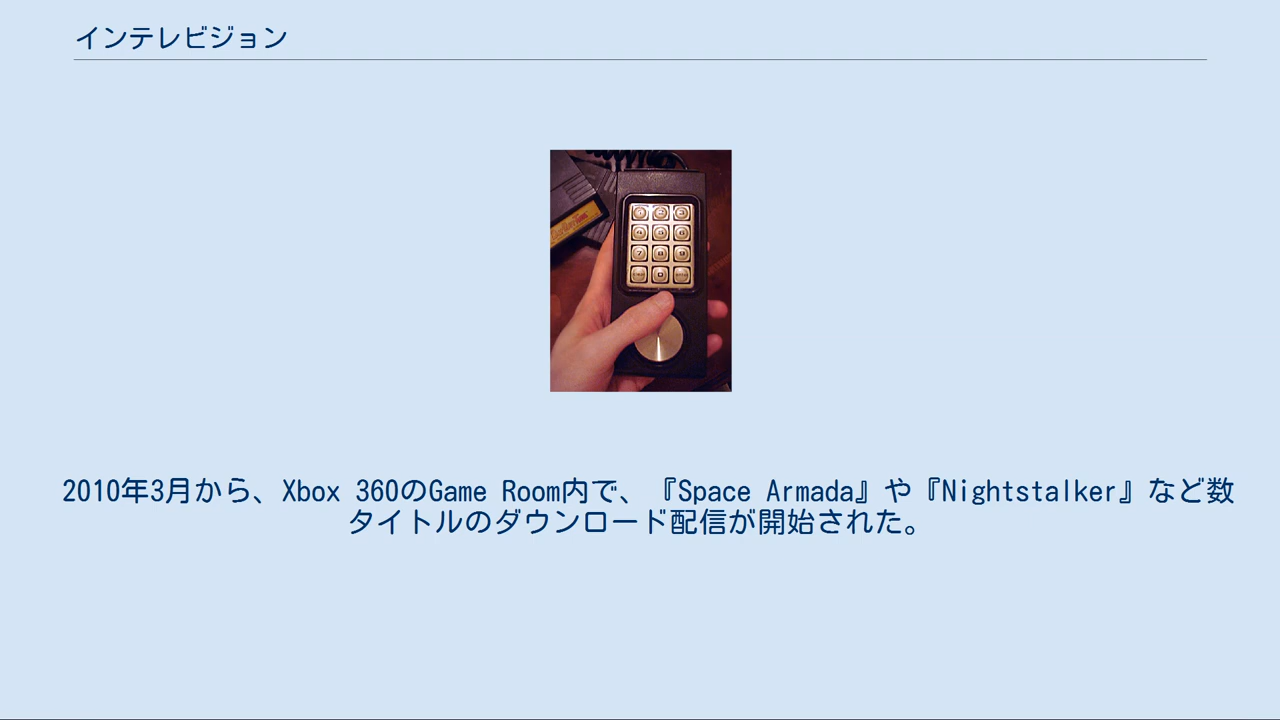 インテレビジョン
2010年3月から、Xbox 360のGame Room内で、『Space Armada』や『Nightstalker』など数
タイトルのダウンロード配信が開始された。